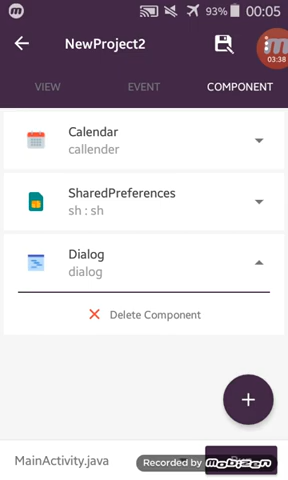 93% 00:05
NewProject2
03:38
VIEW EVENT COMPONENT
Calendar
callender
SharedPreferences
sh : sh
Dialog
dialog
Delete Component
MainActivity.java
Recorded by mobizen